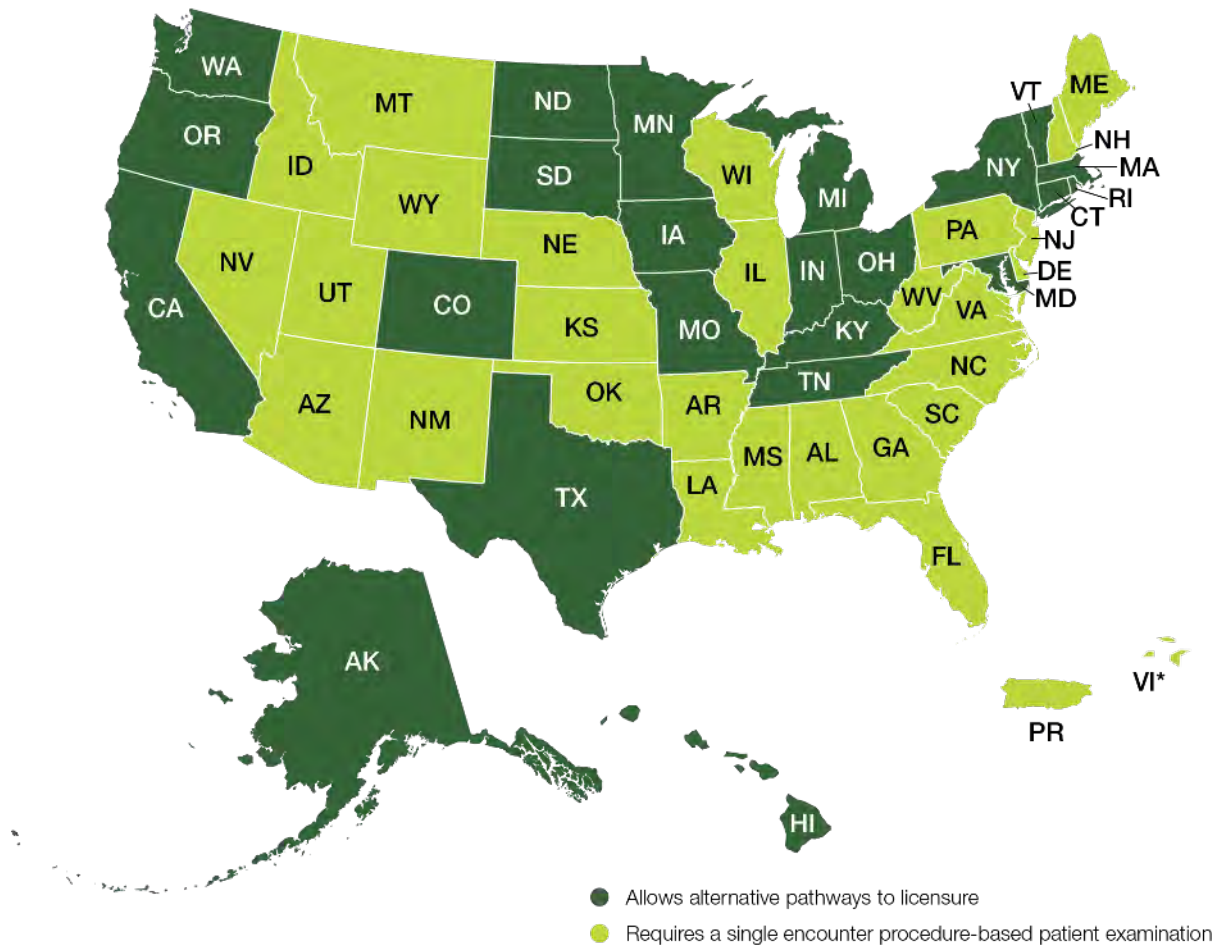 WA
MT
ND
MN
VT
ME
OR
ID
SD
WI
MI
NY
NH
MA
RI
CT
WY
IA
PA
NJ
NV
NE
IL
IN
OH
DE
MD
UT
CO
WV
VA
CA
KS
MO
KY
NC
TN
AZ
NM
OK
AR
SC
MS
AL
GA
LA
TX
FL
AK
VI*
PR
HI
Allows alternative pathways to licensure
Requires a single encounter procedure-based patient examination